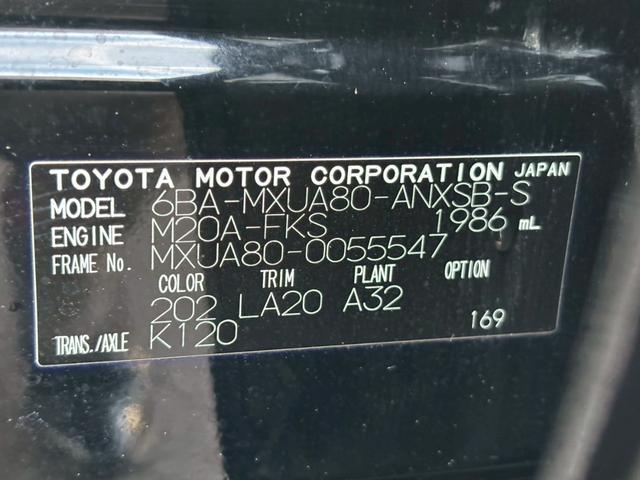 TOYOTA MOTOR CORPORATION JAPAN
MODEL 6BA-MXUA80-ANXSB-S
ENGINE M20A-FKS 1986 mL
FRAME No. MXUA80-0055547
COLOR TRIM PLANT OPTION
202 LA20 A32
TRANS./AXLE K120 169